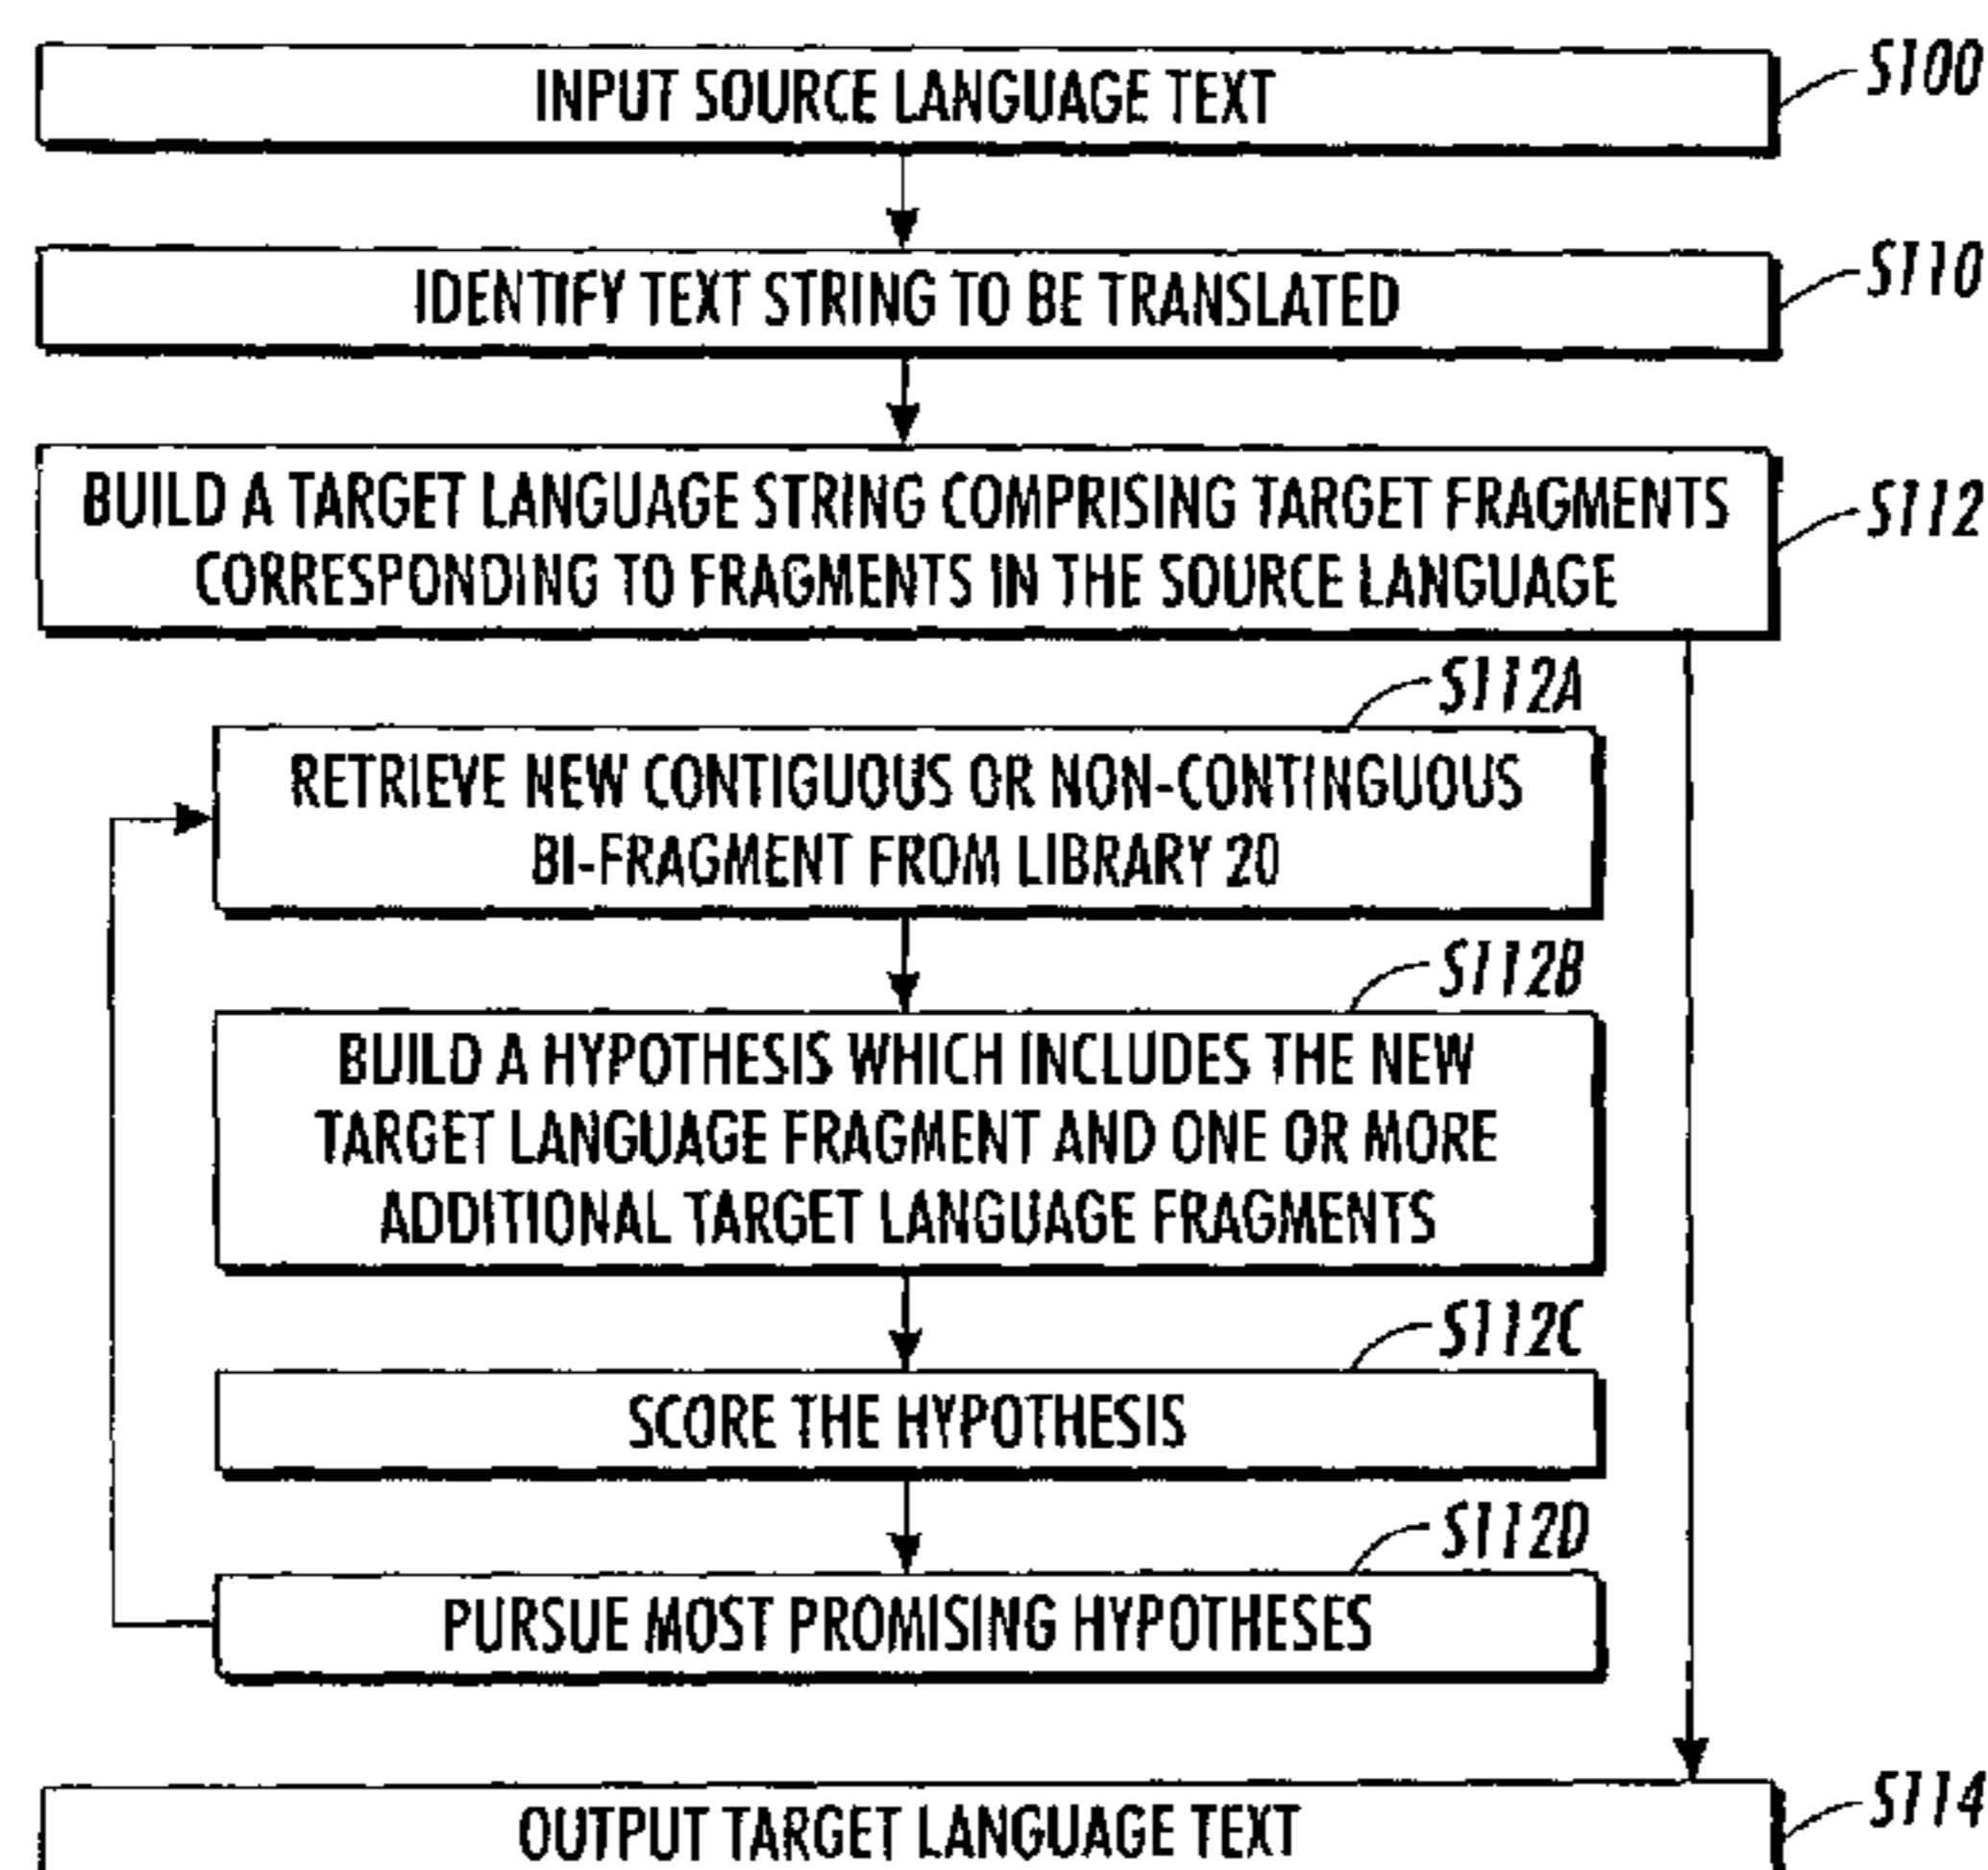 INPUT SOURCE LANGUAGE TEXT
S100
IDENTIFY TEXT STRING TO BE TRANSLATED
S110
BUILD A TARGET LANGUAGE STRING COMPRISING TARGET FRAGMENTS
CORRESPONDING TO FRAGMENTS IN THE SOURCE LANGUAGE
S112
S112A
RETRIEVE NEW CONTIGUOUS OR NON-CONTINGUOUS
BI-FRAGMENT FROM LIBRARY 20
S112B
BUILD A HYPOTHESIS WHICH INCLUDES THE NEW
TARGET LANGUAGE FRAGMENT AND ONE OR MORE
ADDITIONAL TARGET LANGUAGE FRAGMENTS
S112C
SCORE THE HYPOTHESIS
S112D
PURSUE MOST PROMISING HYPOTHESES
OUTPUT TARGET LANGUAGE TEXT
S114